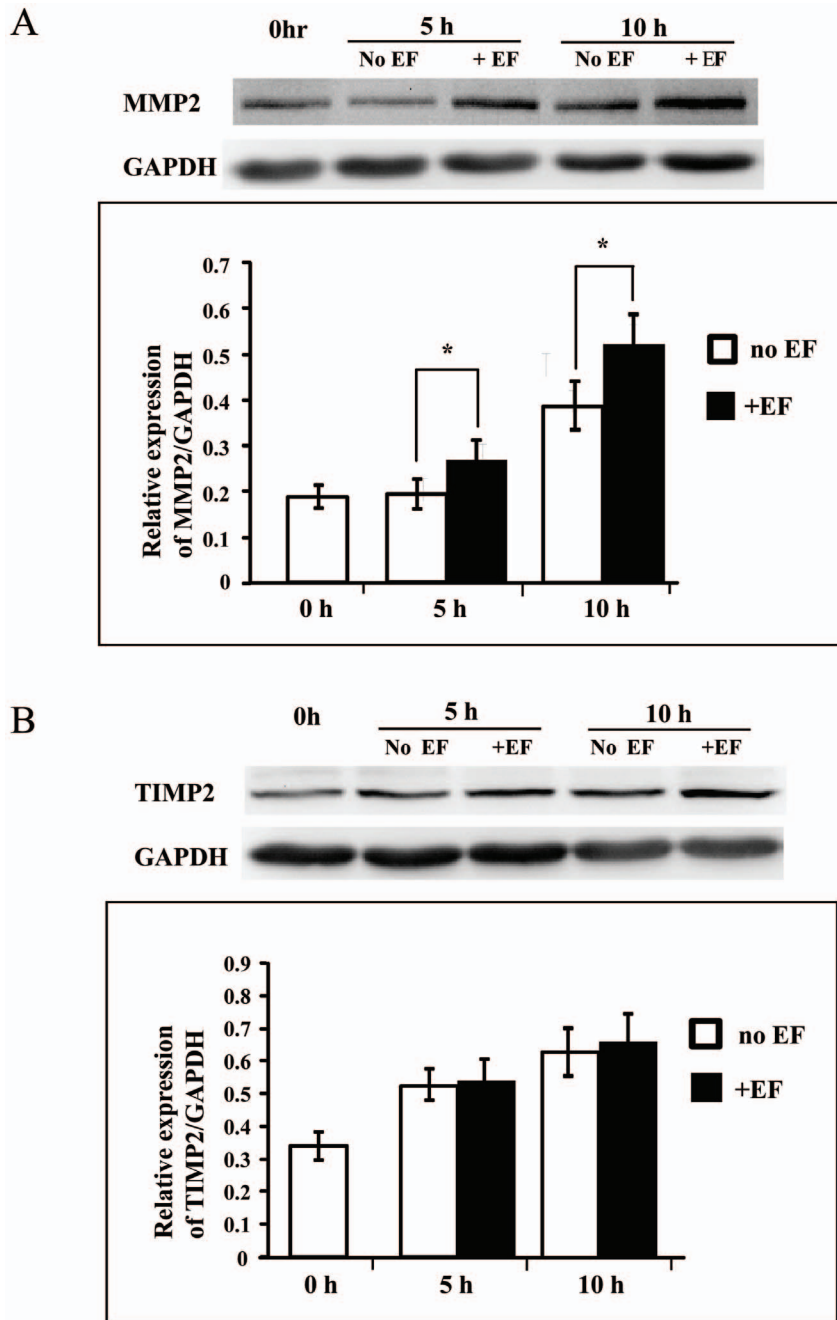 A
0hr 5 h 10 h
No EF + EF No EF + EF
MMP2
GAPDH
Relative expression
of MMP2/GAPDH
0.7
0.6
0.5
0.4
0.3
0.2
0.1
0
*
*
no EF
+EF
0 h 5 h 10 h
B
0h 5 h 10 h
No EF +EF No EF +EF
TIMP2
GAPDH
Relative expression
of TIMP2/GAPDH
0.9
0.8
0.7
0.6
0.5
0.4
0.3
0.2
0.1
0
no EF
+EF
0 h 5 h 10 h